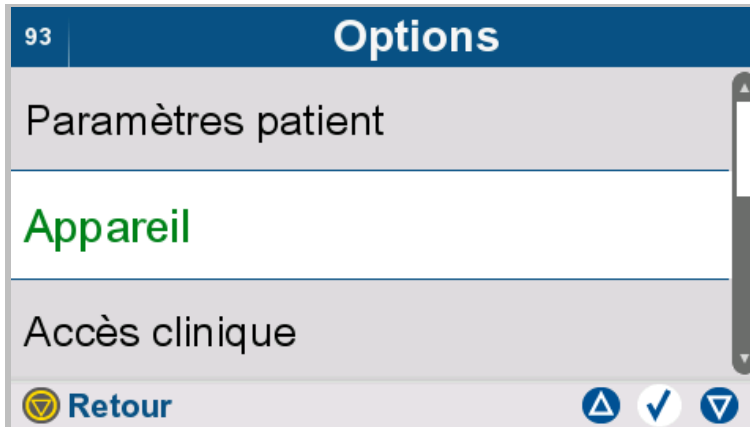 93
Options
Paramètres patient
Appareil
Accès clinique
Retour